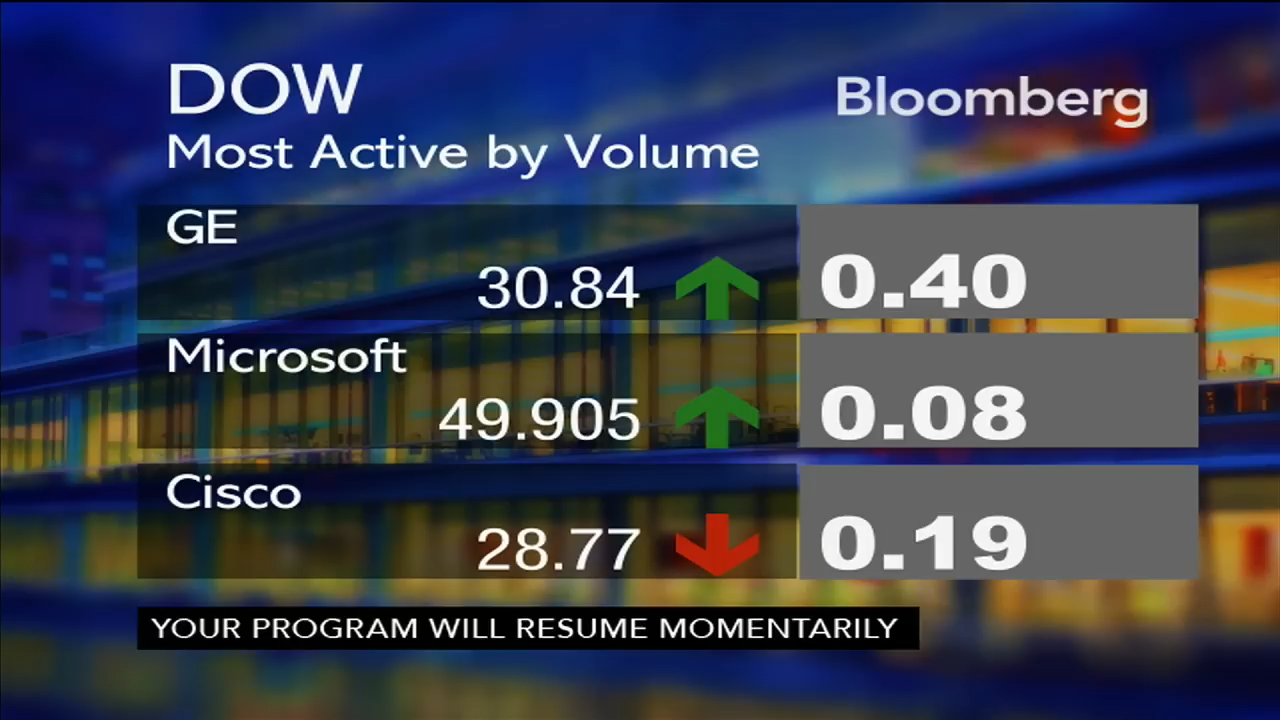 DOW
Bloomberg
Most Active by Volume
GE
30.84 0.40
Microsoft
49.905 0.08
Cisco
28.77 0.19
YOUR PROGRAM WILL RESUME MOMENTARILY